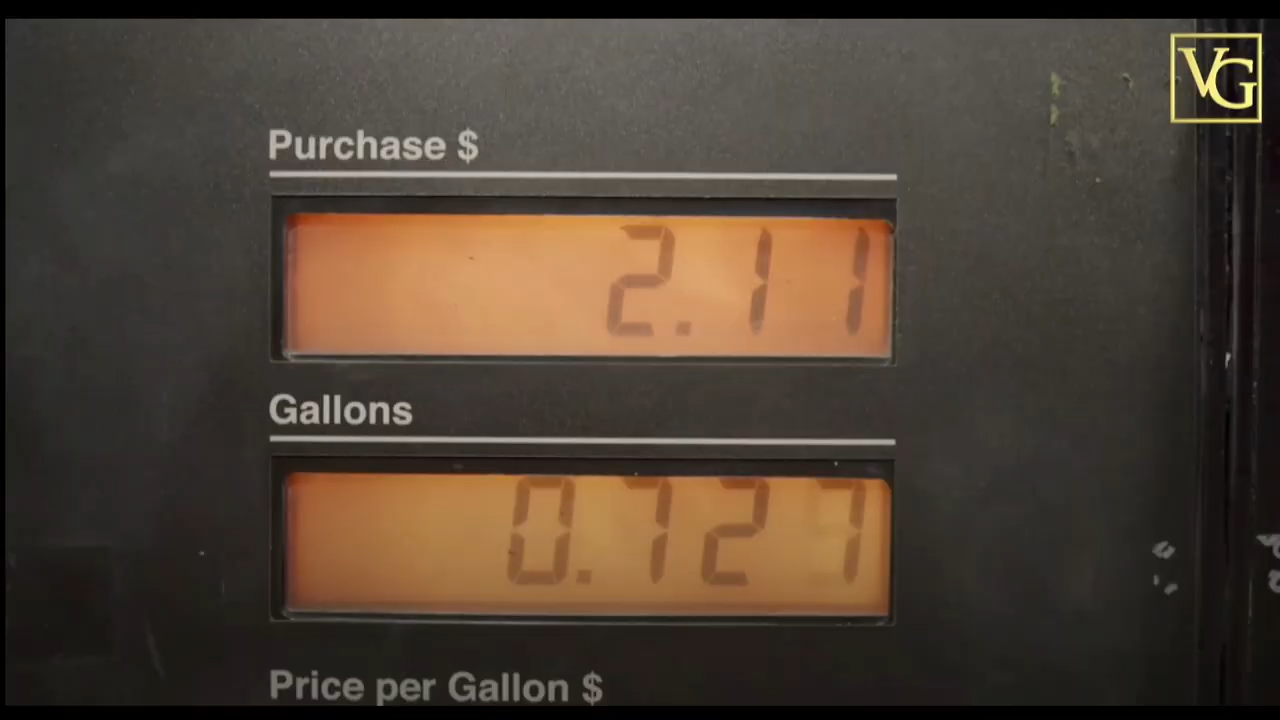 VG
Purchase $
2.11
Gallons
0.727
Price per Gallon $